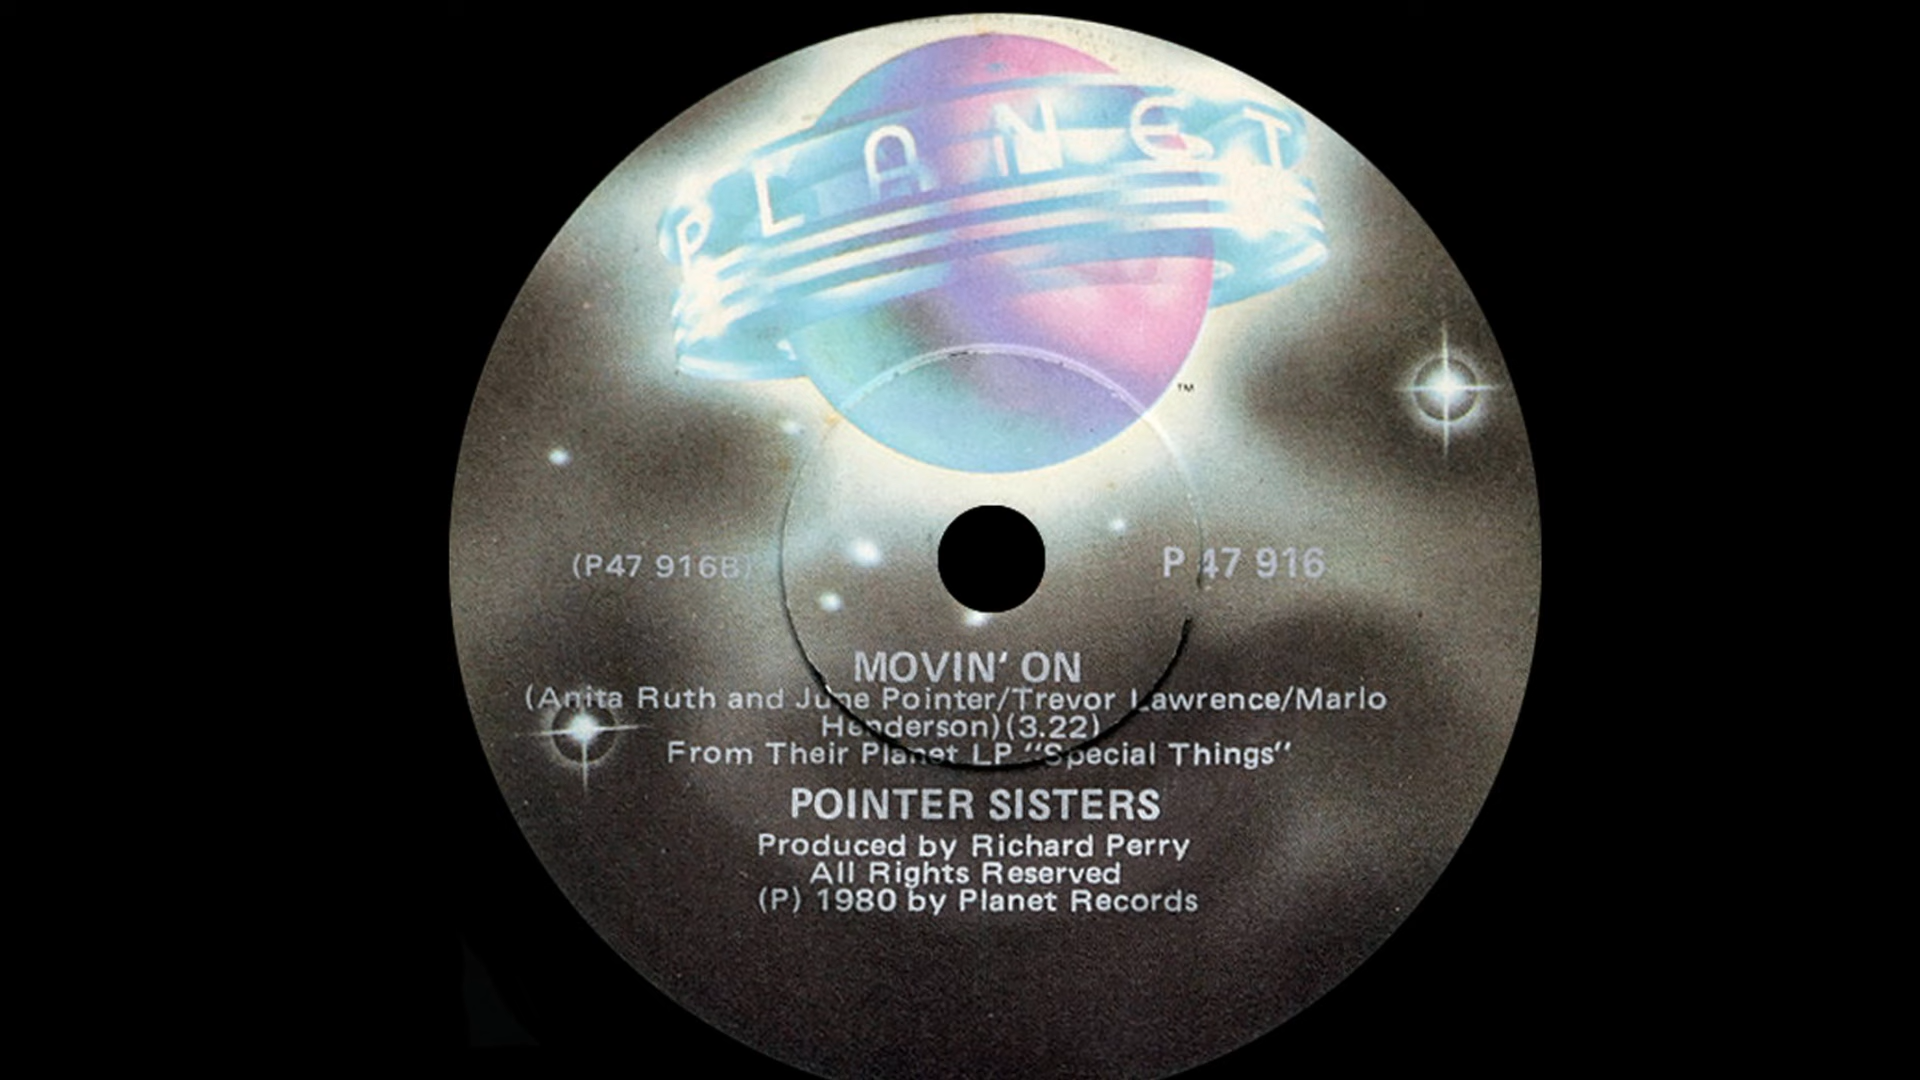 PLANET
TM
(P47 916B)
P 47 916
MOVIN' ON
(Anita Ruth and June Pointer/Trevor Lawrence/Marlo
Henderson)(3.22)
From Their Planet LP "Special Things"
POINTER SISTERS
Produced by Richard Perry
All Rights Reserved
(P) 1980 by Planet Records